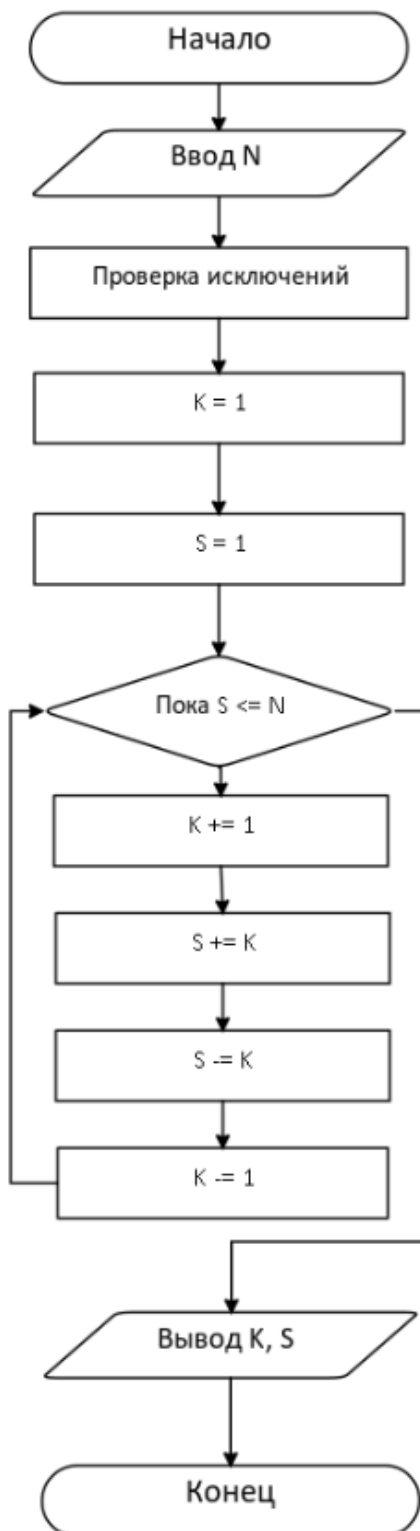 Начало
Ввод N
Проверка исключений
K = 1
S = 1
Пока S <= N
K += 1
S += K
S -= K
K -= 1
Вывод K, S
Конец